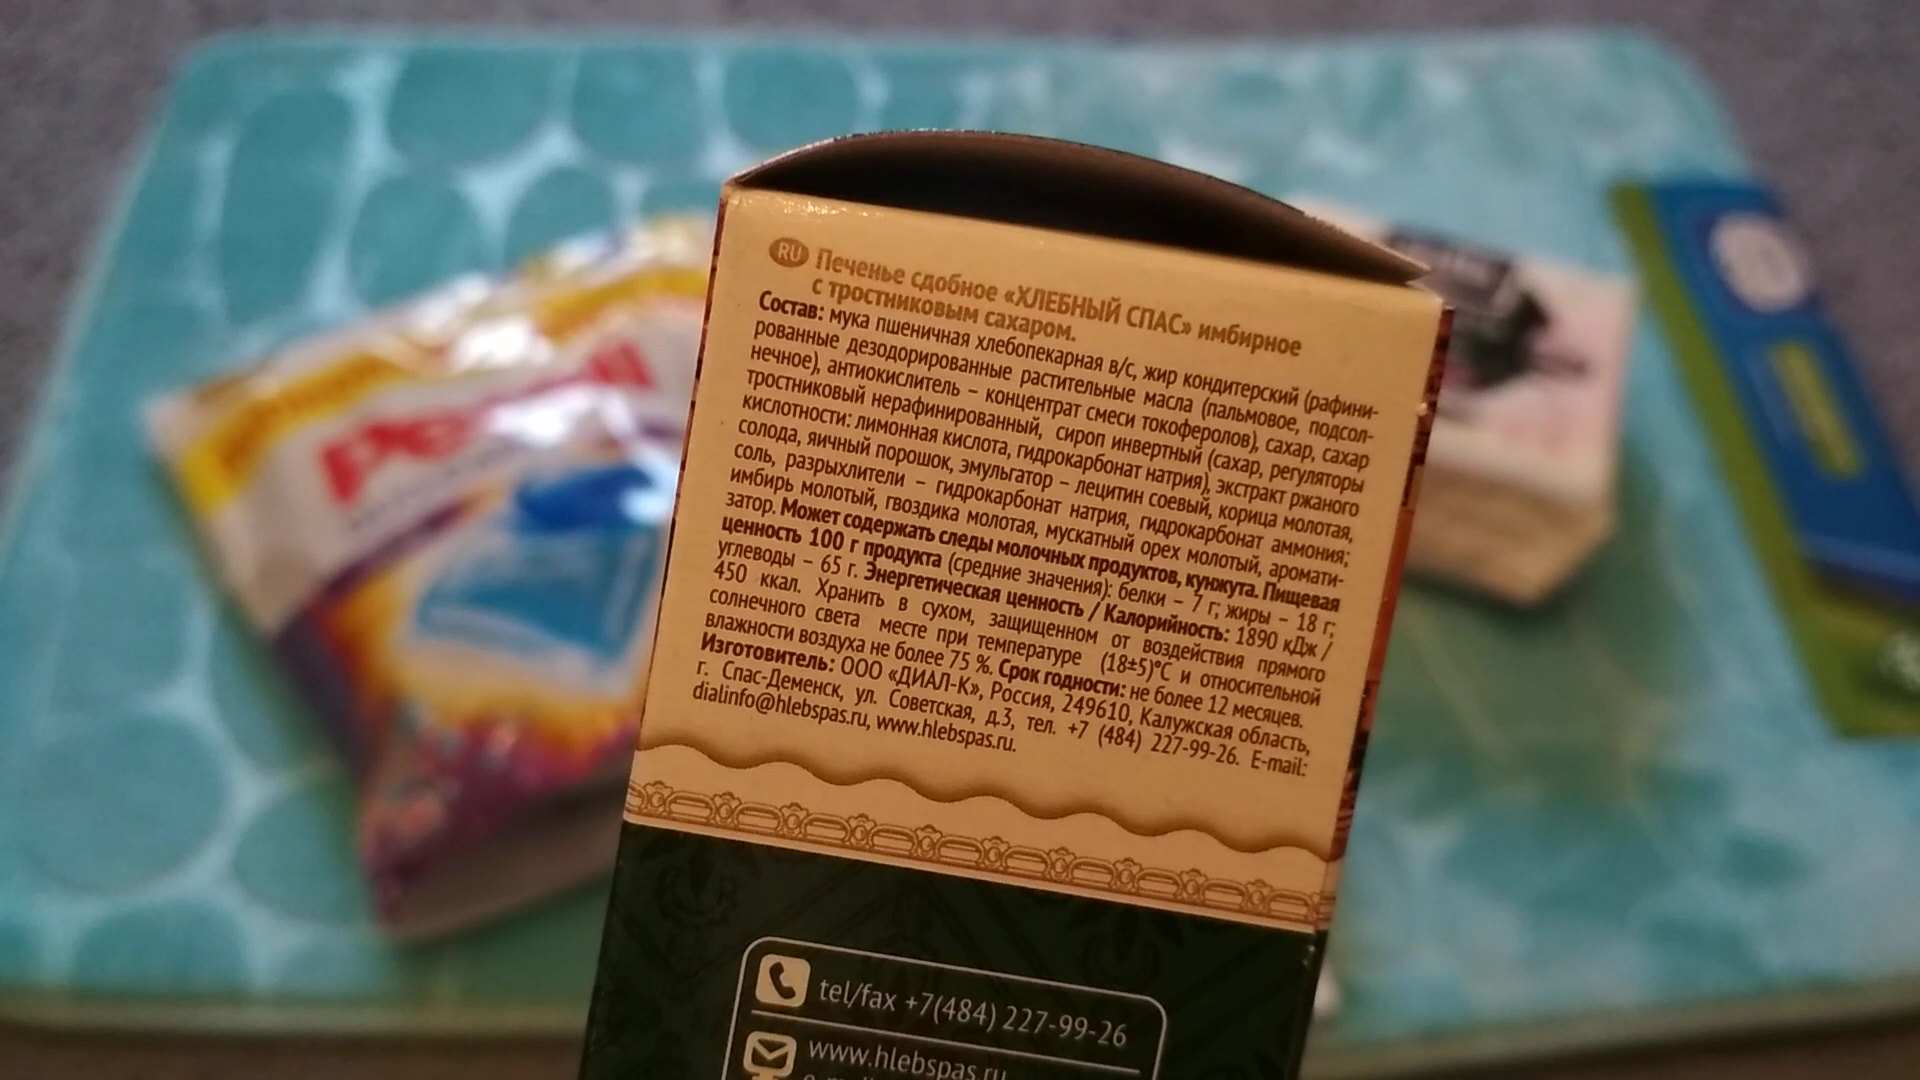 RU Печенье сдобное «ХЛЕБНЫЙ СПАС» имбирное
с тростниковым сахаром.
Состав: мука пшеничная хлебопекарная в/с, жир кондитерский (рафини-
рованные дезодорированные растительные масла (пальмовое, подсол-
нечное), антиокислитель – концентрат смеси токоферолов), сахар, сахар
тростниковый нерафинированный, сироп инвертный (сахар, регуляторы
кислотности: лимонная кислота, гидрокарбонат натрия), экстракт ржаного
солода, яичный порошок, эмульгатор – лецитин соевый, корица молотая,
соль, разрыхлители – гидрокарбонат натрия, гидрокарбонат аммония;
имбирь молотый, гвоздика молотая, мускатный орех молотый, аромати-
затор. Может содержать следы молочных продуктов, кунжута. Пищевая
ценность 100 г продукта (средние значения): белки – 7 г; жиры – 18 г;
углеводы – 65 г. Энергетическая ценность / Калорийность: 1890 кДж /
450 ккал. Хранить в сухом, защищенном от воздействия прямого
солнечного света месте при температуре (18±5)°С и относительной
влажности воздуха не более 75 %. Срок годности: не более 12 месяцев.
Изготовитель: ООО «ДИАЛ-К», Россия, 249610, Калужская область,
г. Спас-Деменск, ул. Советская, д.3, тел. +7 (484) 227-99-26. E-mail:
dialinfo@hlebspas.ru, www.hlebspas.ru.
tel/fax +7(484) 227-99-26
www.hlebspas.ru